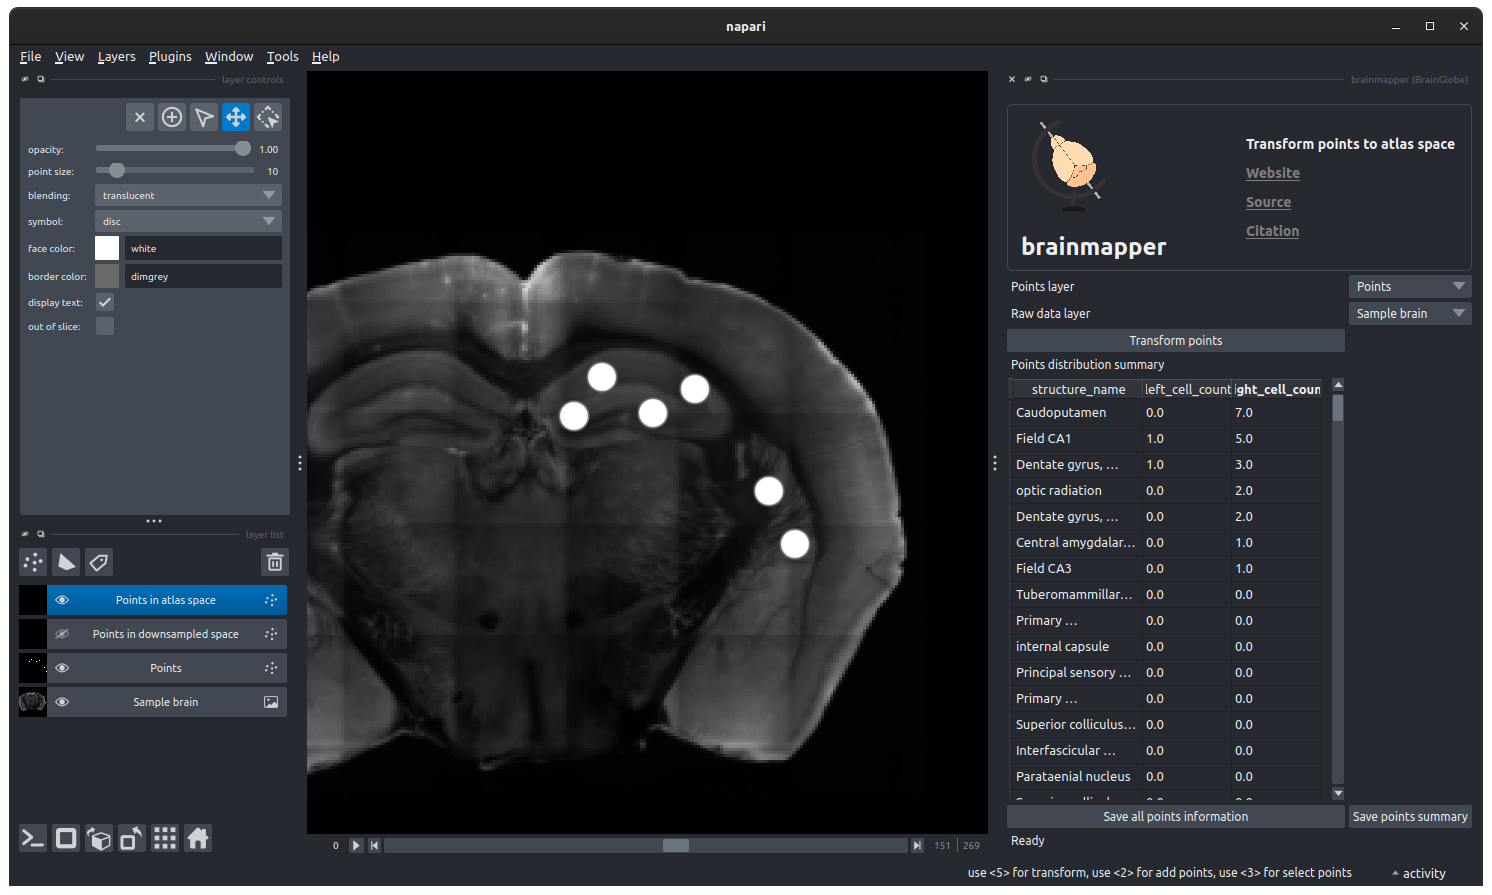 napari
File View Layers Plugins Window Tools Help
layer controls
opacity: 1.00
point size: 10
blending: translucent
symbol: disc
face color: white
border color: dimgrey
display text:
out of slice:
layer list
Points in atlas space
Points in downsampled space
Points
Sample brain
0 151 269
brainmapper (BrainGlobe)
brainmapper
Transform points to atlas space
Website
Source
Citation
Points layer Points
Raw data layer Sample brain
Transform points
Points distribution summary
structure_name left_cell_count ight_cell_coun
Caudoputamen 0.0 7.0
Field CA1 1.0 5.0
Dentate gyrus, … 1.0 3.0
optic radiation 0.0 2.0
Dentate gyrus, … 0.0 2.0
Central amygdalar… 0.0 1.0
Field CA3 0.0 1.0
Tuberomammillar… 0.0 0.0
Primary … 0.0 0.0
internal capsule 0.0 0.0
Principal sensory … 0.0 0.0
Primary … 0.0 0.0
Superior colliculus… 0.0 0.0
Interfascicular … 0.0 0.0
Parataenial nucleus 0.0 0.0
Save all points information Save points summary
Ready
use <5> for transform, use <2> for add points, use <3> for select points activity